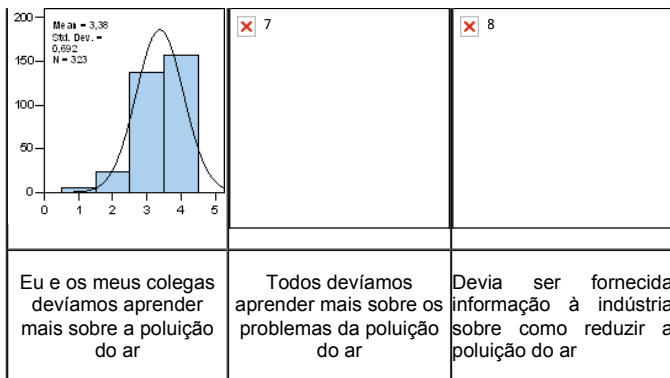 200
Mean = 3,38
Std. Dev. =
0,692
N = 323
150
100
50
0
0 1 2 3 4 5
7
8
Eu e os meus colegas
devíamos aprender
mais sobre a poluição
do ar
Todos devíamos
aprender mais sobre os
problemas da poluição
do ar
Devia ser fornecida
informação à indústria
sobre como reduzir a
poluição do ar